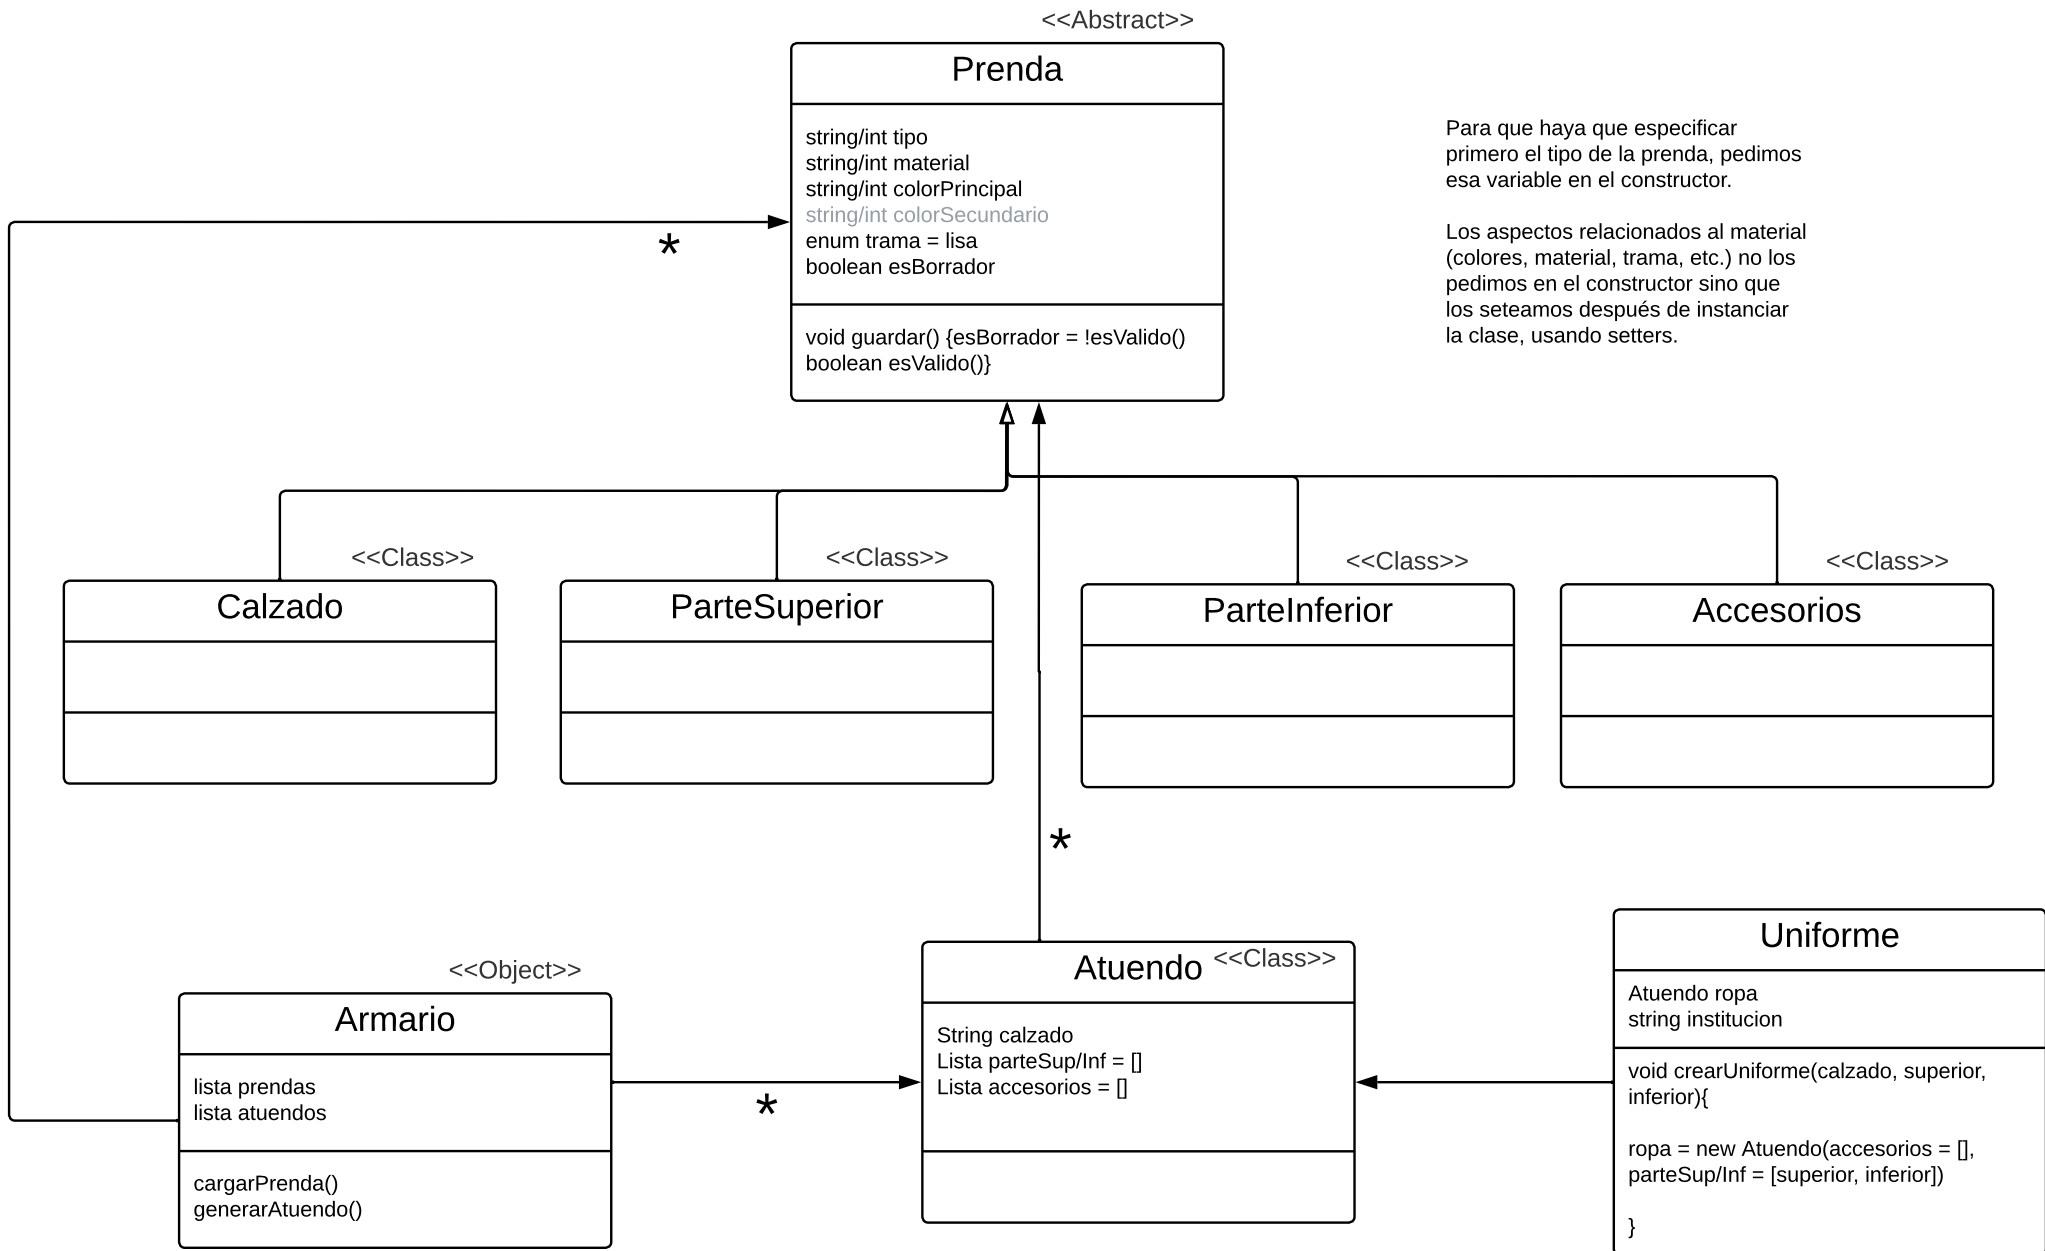 <<Abstract>>
Prenda
string/int tipo
string/int material
string/int colorPrincipal
string/int colorSecundario
enum trama = lisa
boolean esBorrador
void guardar() {esBorrador = !esValido()
boolean esValido()}
Para que haya que especificar
primero el tipo de la prenda, pedimos
esa variable en el constructor.
Los aspectos relacionados al material
(colores, material, trama, etc.) no los
pedimos en el constructor sino que
los seteamos después de instanciar
la clase, usando setters.
*
<<Class>>
Calzado
<<Class>>
ParteSuperior
<<Class>>
ParteInferior
<<Class>>
Accesorios
*
<<Object>>
Armario
lista prendas
lista atuendos
cargarPrenda()
generarAtuendo()
*
Atuendo <<Class>>
String calzado
Lista parteSup/Inf = []
Lista accesorios = []
Uniforme
Atuendo ropa
string institucion
void crearUniforme(calzado, superior,
inferior){
ropa = new Atuendo(accesorios = [],
parteSup/Inf = [superior, inferior])
}